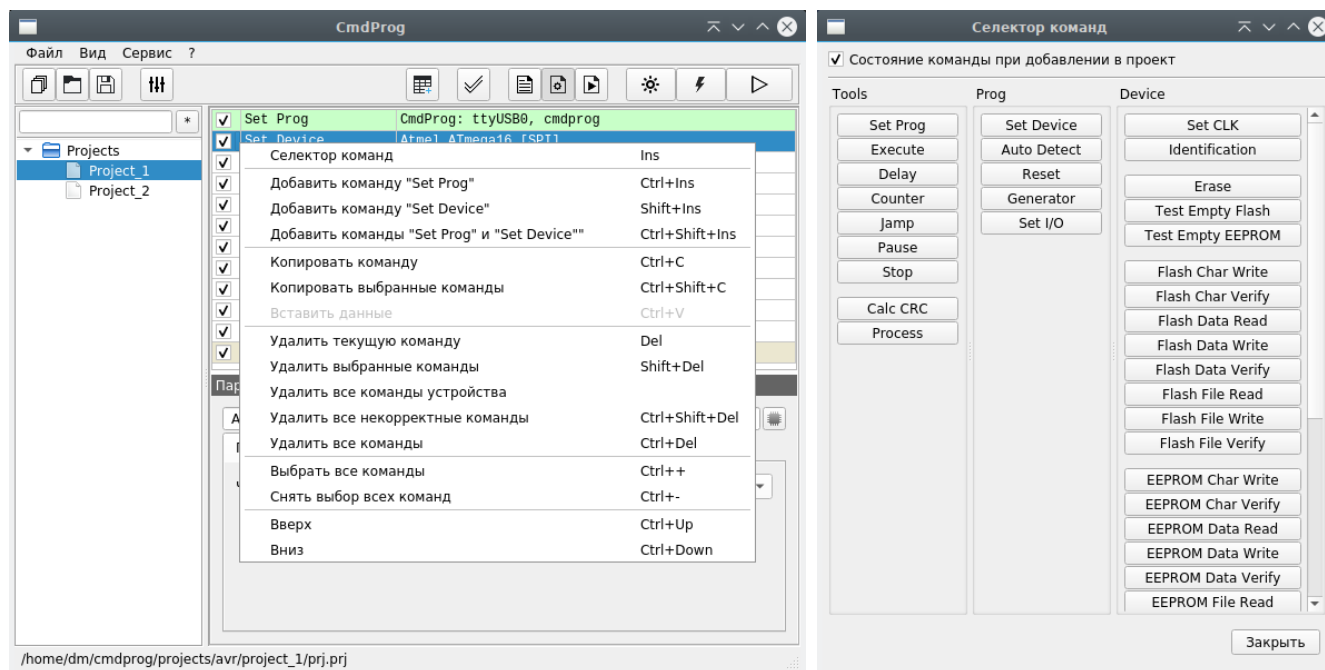 CmdProg
Файл Вид Сервис ?
*
Projects
Project_1
Project_2
Set Prog CmdProg: ttyUSB0, cmdprog
Set Device Atmel ATmega16 [SPI]
Селектор команд Ins
Добавить команду "Set Prog" Ctrl+Ins
Добавить команду "Set Device" Shift+Ins
Добавить команды "Set Prog" и "Set Device"" Ctrl+Shift+Ins
Копировать команду Ctrl+C
Копировать выбранные команды Ctrl+Shift+C
Вставить данные Ctrl+V
Удалить текущую команду Del
Удалить выбранные команды Shift+Del
Удалить все команды устройства
Удалить все некорректные команды Ctrl+Shift+Del
Удалить все команды Ctrl+Del
Выбрать все команды Ctrl++
Снять выбор всех команд Ctrl+-
Вверх Ctrl+Up
Вниз Ctrl+Down
Пар
/home/dm/cmdprog/projects/avr/project_1/prj.prj
Селектор команд
Состояние команды при добавлении в проект
Tools
Set Prog
Execute
Delay
Counter
Jamp
Pause
Stop
Calc CRC
Process
Prog
Set Device
Auto Detect
Reset
Generator
Set I/O
Device
Set CLK
Identification
Erase
Test Empty Flash
Test Empty EEPROM
Flash Char Write
Flash Char Verify
Flash Data Read
Flash Data Write
Flash Data Verify
Flash File Read
Flash File Write
Flash File Verify
EEPROM Char Write
EEPROM Char Verify
EEPROM Data Read
EEPROM Data Write
EEPROM Data Verify
EEPROM File Read
Закрыть